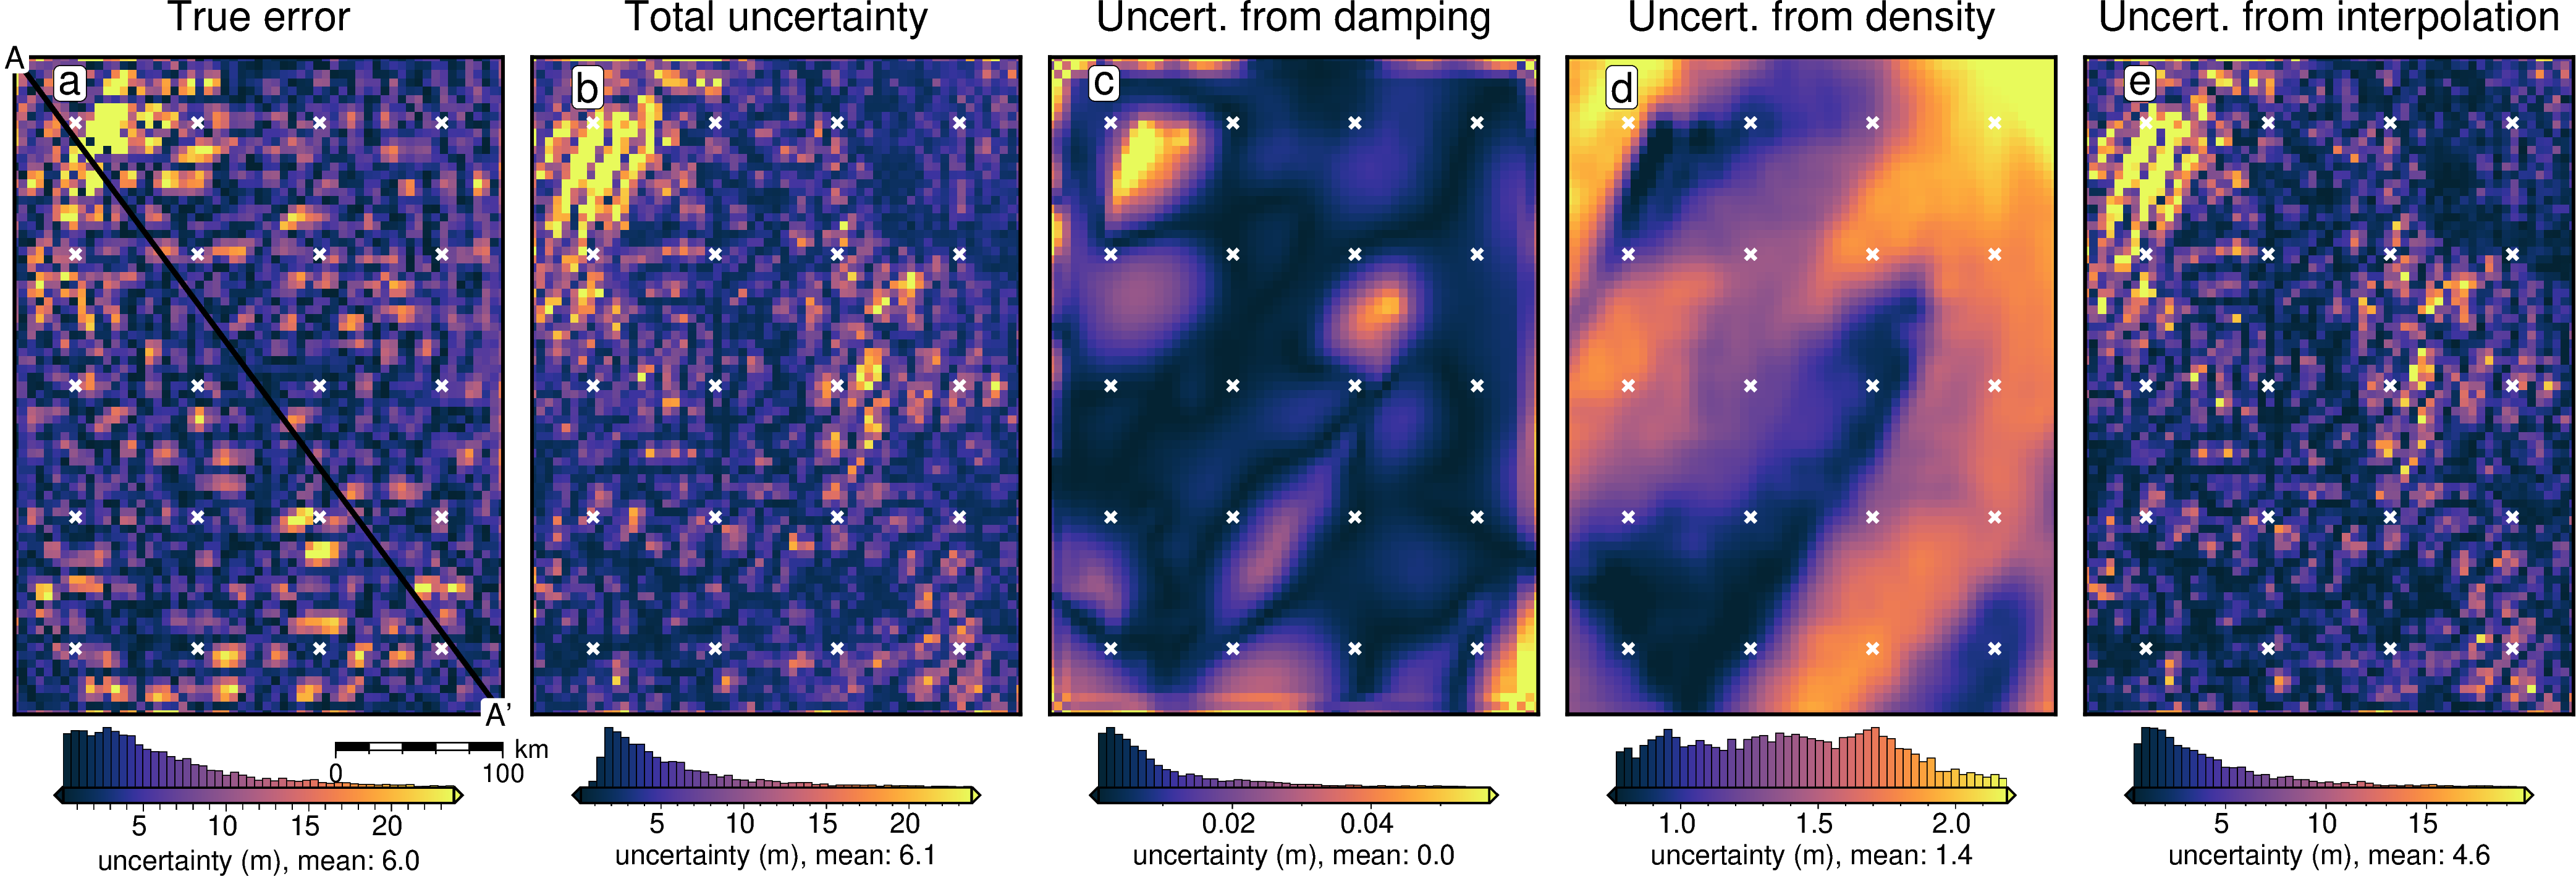 True error
Total uncertainty
Uncert. from damping
Uncert. from density
Uncert. from interpolation
A
a
b
c
d
e
A'
km
0 100
5 10 15 20
uncertainty (m), mean: 6.0
5 10 15 20
uncertainty (m), mean: 6.1
0.02 0.04
uncertainty (m), mean: 0.0
1.0 1.5 2.0
uncertainty (m), mean: 1.4
5 10 15
uncertainty (m), mean: 4.6